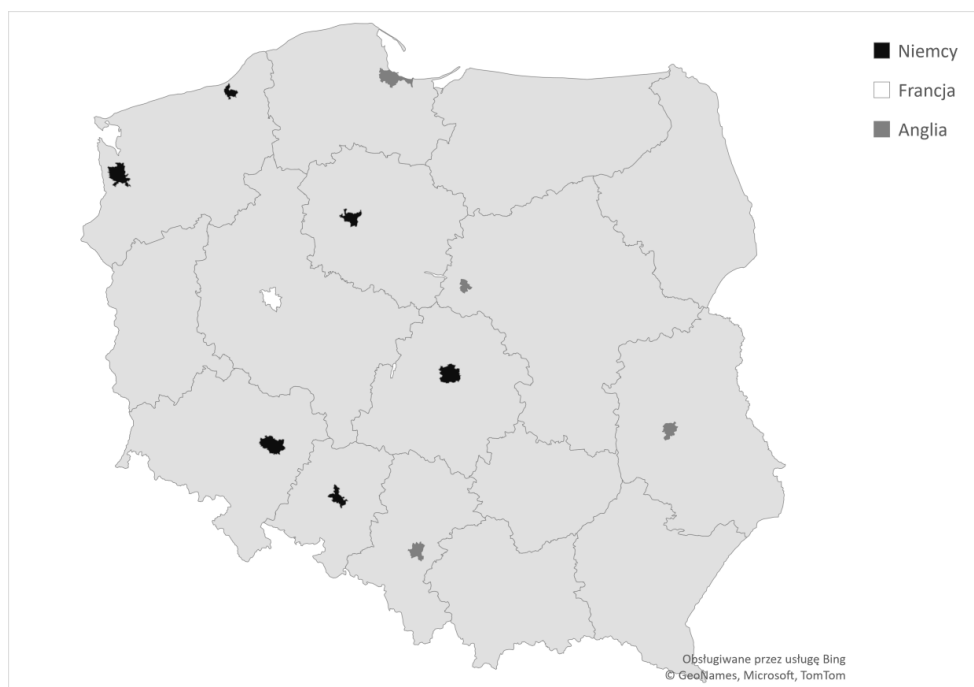 Niemcy
Francja
Anglia
Obsługiwane przez usługę Bing
© GeoNames, Microsoft, TomTom